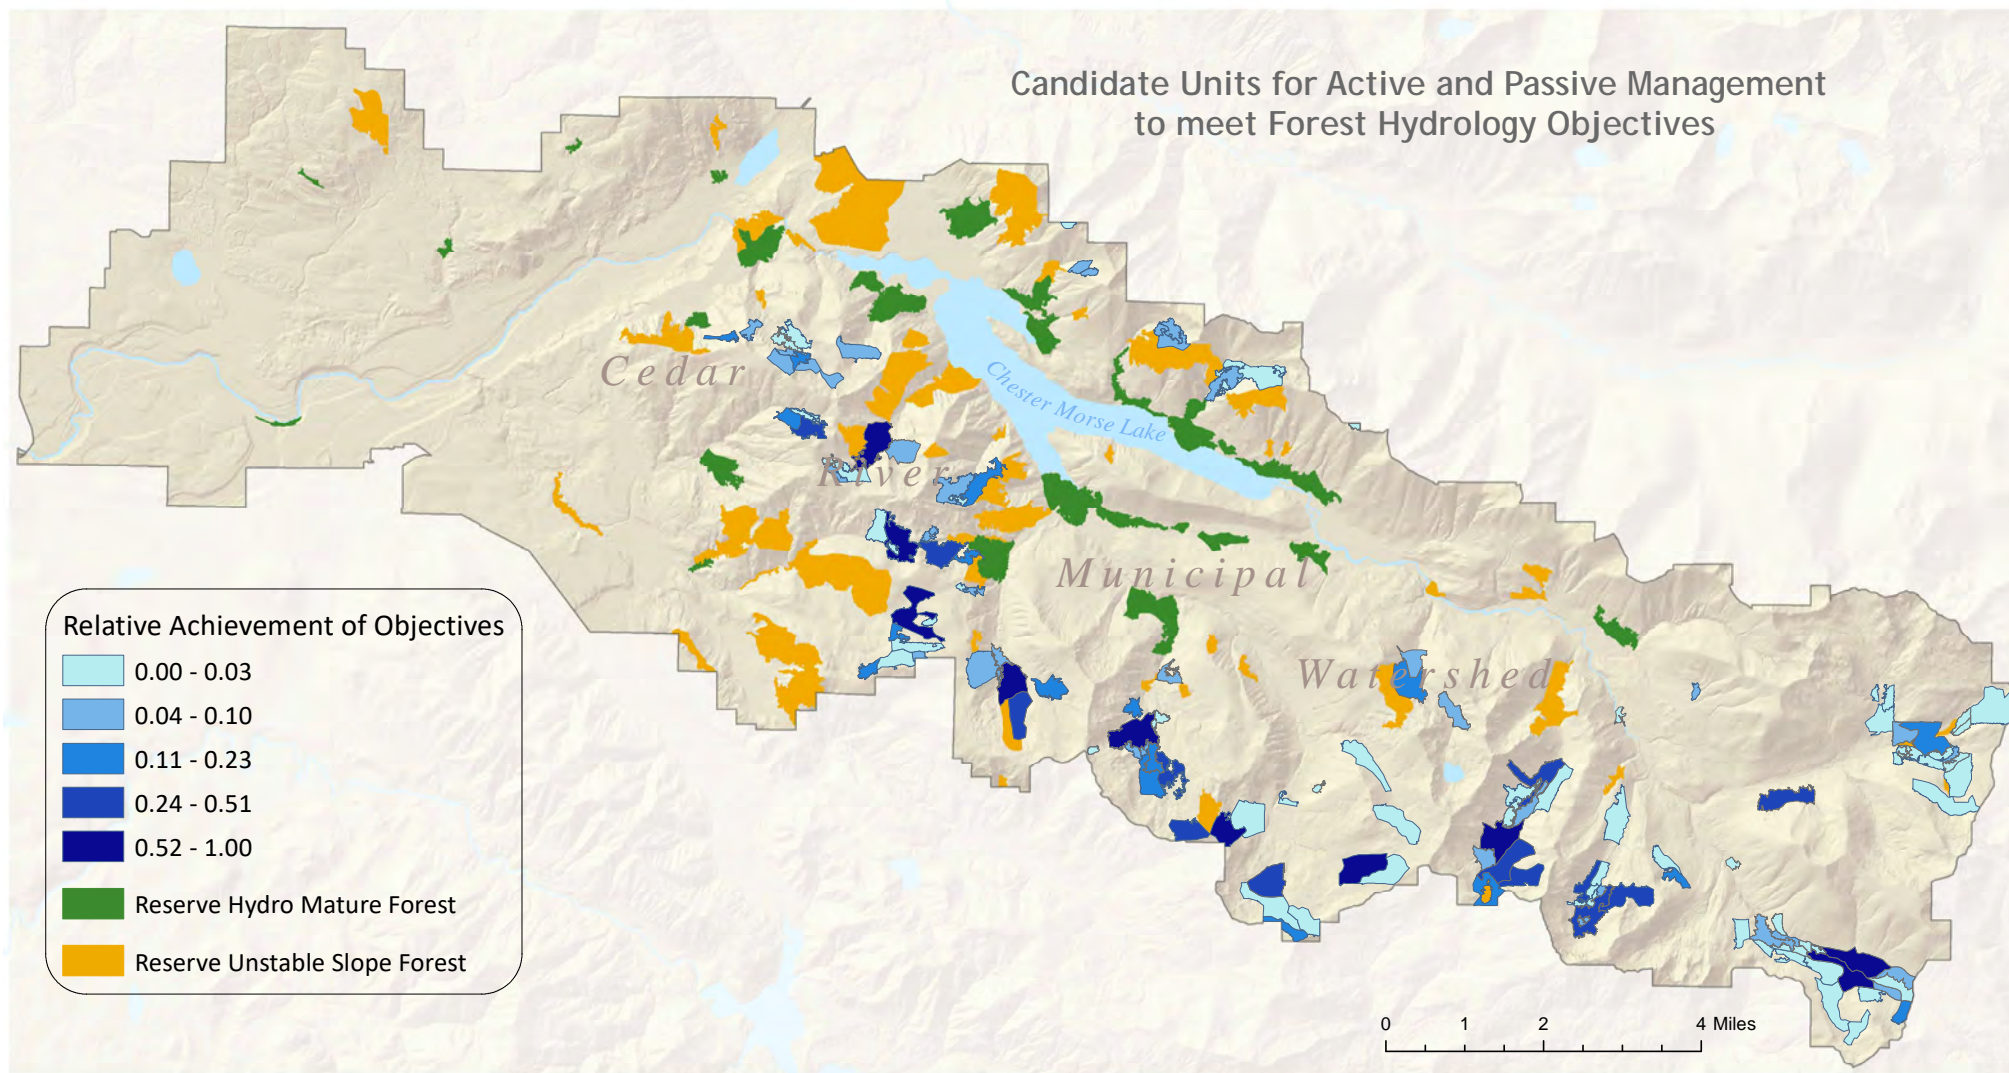 Candidate Units for Active and Passive Management
to meet Forest Hydrology Objectives
Cedar
Chester Morse Lake
River
Municipal
Watershed
Relative Achievement of Objectives
0.00 - 0.03
0.04 - 0.10
0.11 - 0.23
0.24 - 0.51
0.52 - 1.00
Reserve Hydro Mature Forest
Reserve Unstable Slope Forest
0 1 2 4 Miles